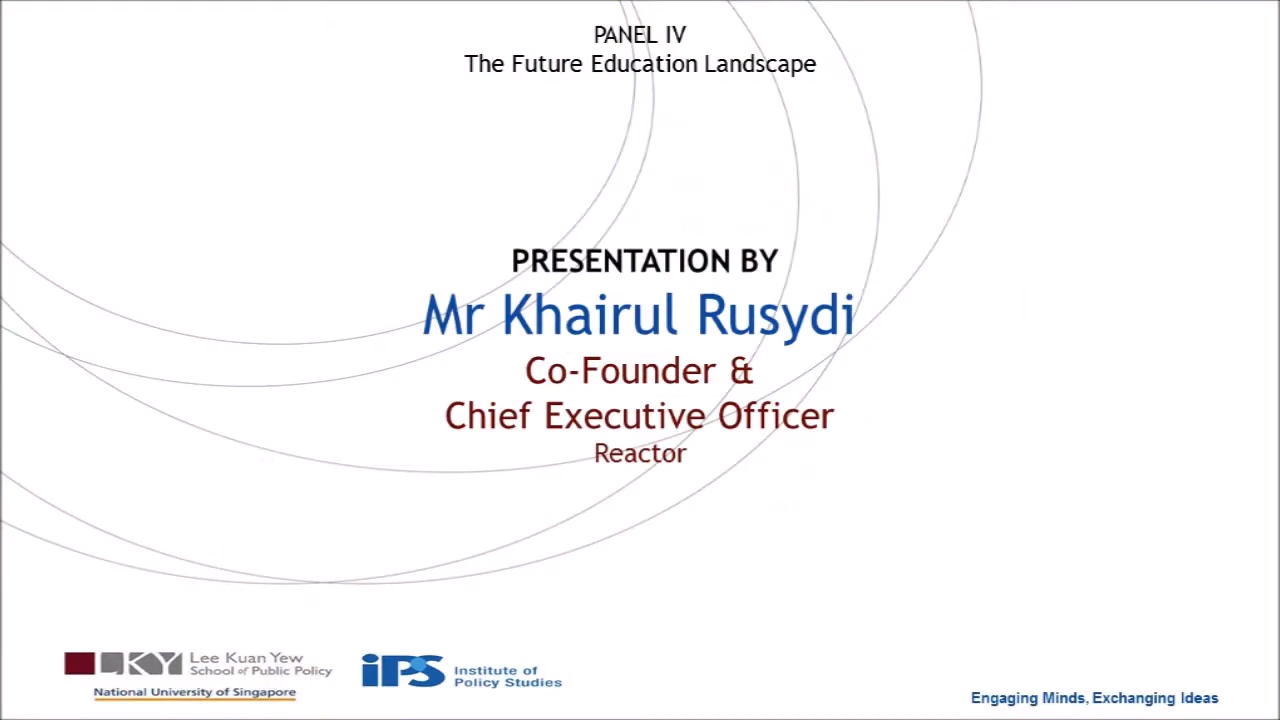 PANEL IV
The Future Education Landscape
PRESENTATION BY
Mr Khairul Rusydi
Co-Founder &
Chief Executive Officer
Reactor
LKY Lee Kuan Yew
School of Public Policy
National University of Singapore
iPS Institute of
Policy Studies
Engaging Minds, Exchanging Ideas